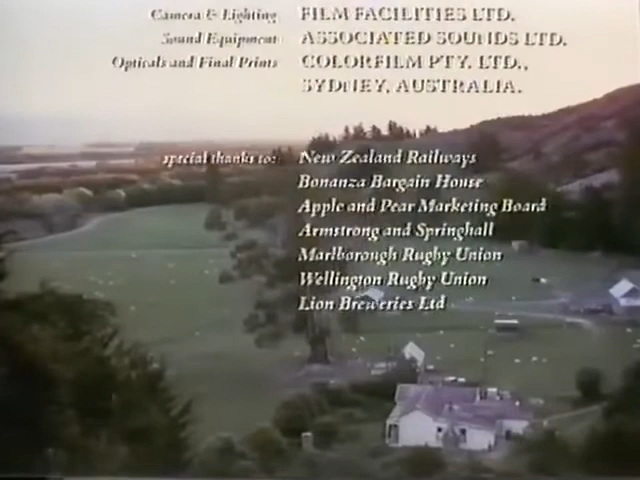 Camera & Lighting FILM FACILITIES LTD.
Sound Equipment ASSOCIATED SOUNDS LTD.
Opticals and Final Prints COLORFILM PTY. LTD.,
SYDNEY, AUSTRALIA.
special thanks to: New Zealand Railways
Bonanza Bargain House
Apple and Pear Marketing Board
Armstrong and Springhall
Marlborough Rugby Union
Wellington Rugby Union
Lion Breweries Ltd